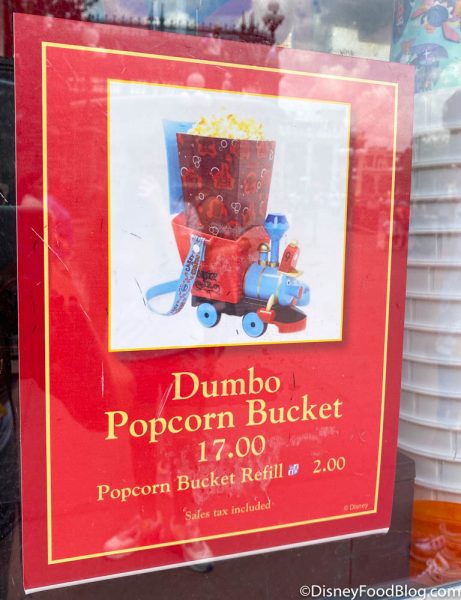 Dumbo
Popcorn Bucket
17.00
Popcorn Bucket Refill 2.00
Sales tax included
© Disney
©DisneyFoodBlog.com